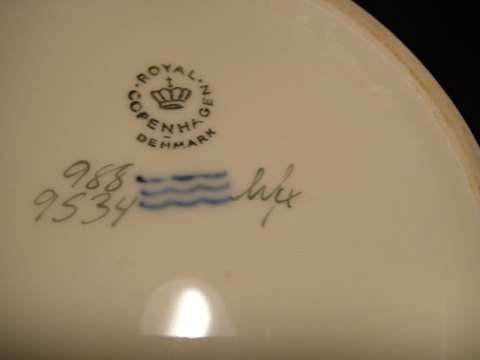 ROYAL
COPENHAGEN
DENMARK
988
9534